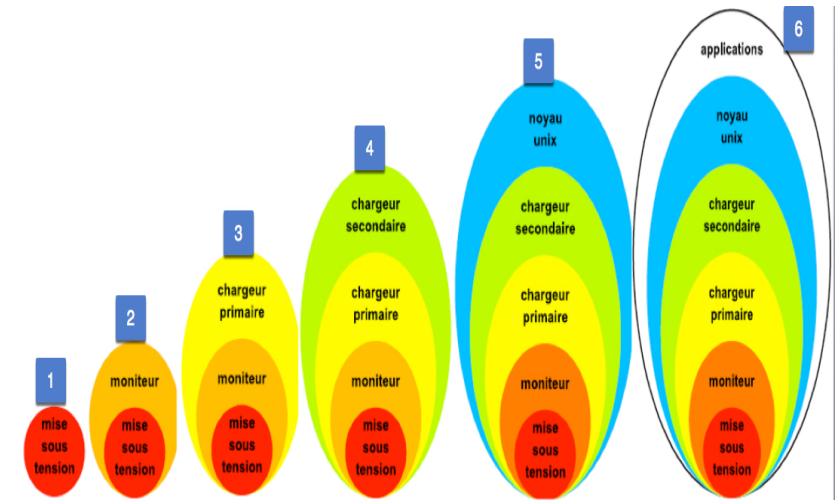 1
mise
sous
tension
2
moniteur
mise
sous
tension
3
chargeur
primaire
moniteur
mise
sous
tension
4
chargeur
secondaire
chargeur
primaire
moniteur
mise
sous
tension
5
noyau
unix
chargeur
secondaire
chargeur
primaire
moniteur
mise
sous
tension
6
applications
noyau
unix
chargeur
secondaire
chargeur
primaire
moniteur
mise
sous
tension